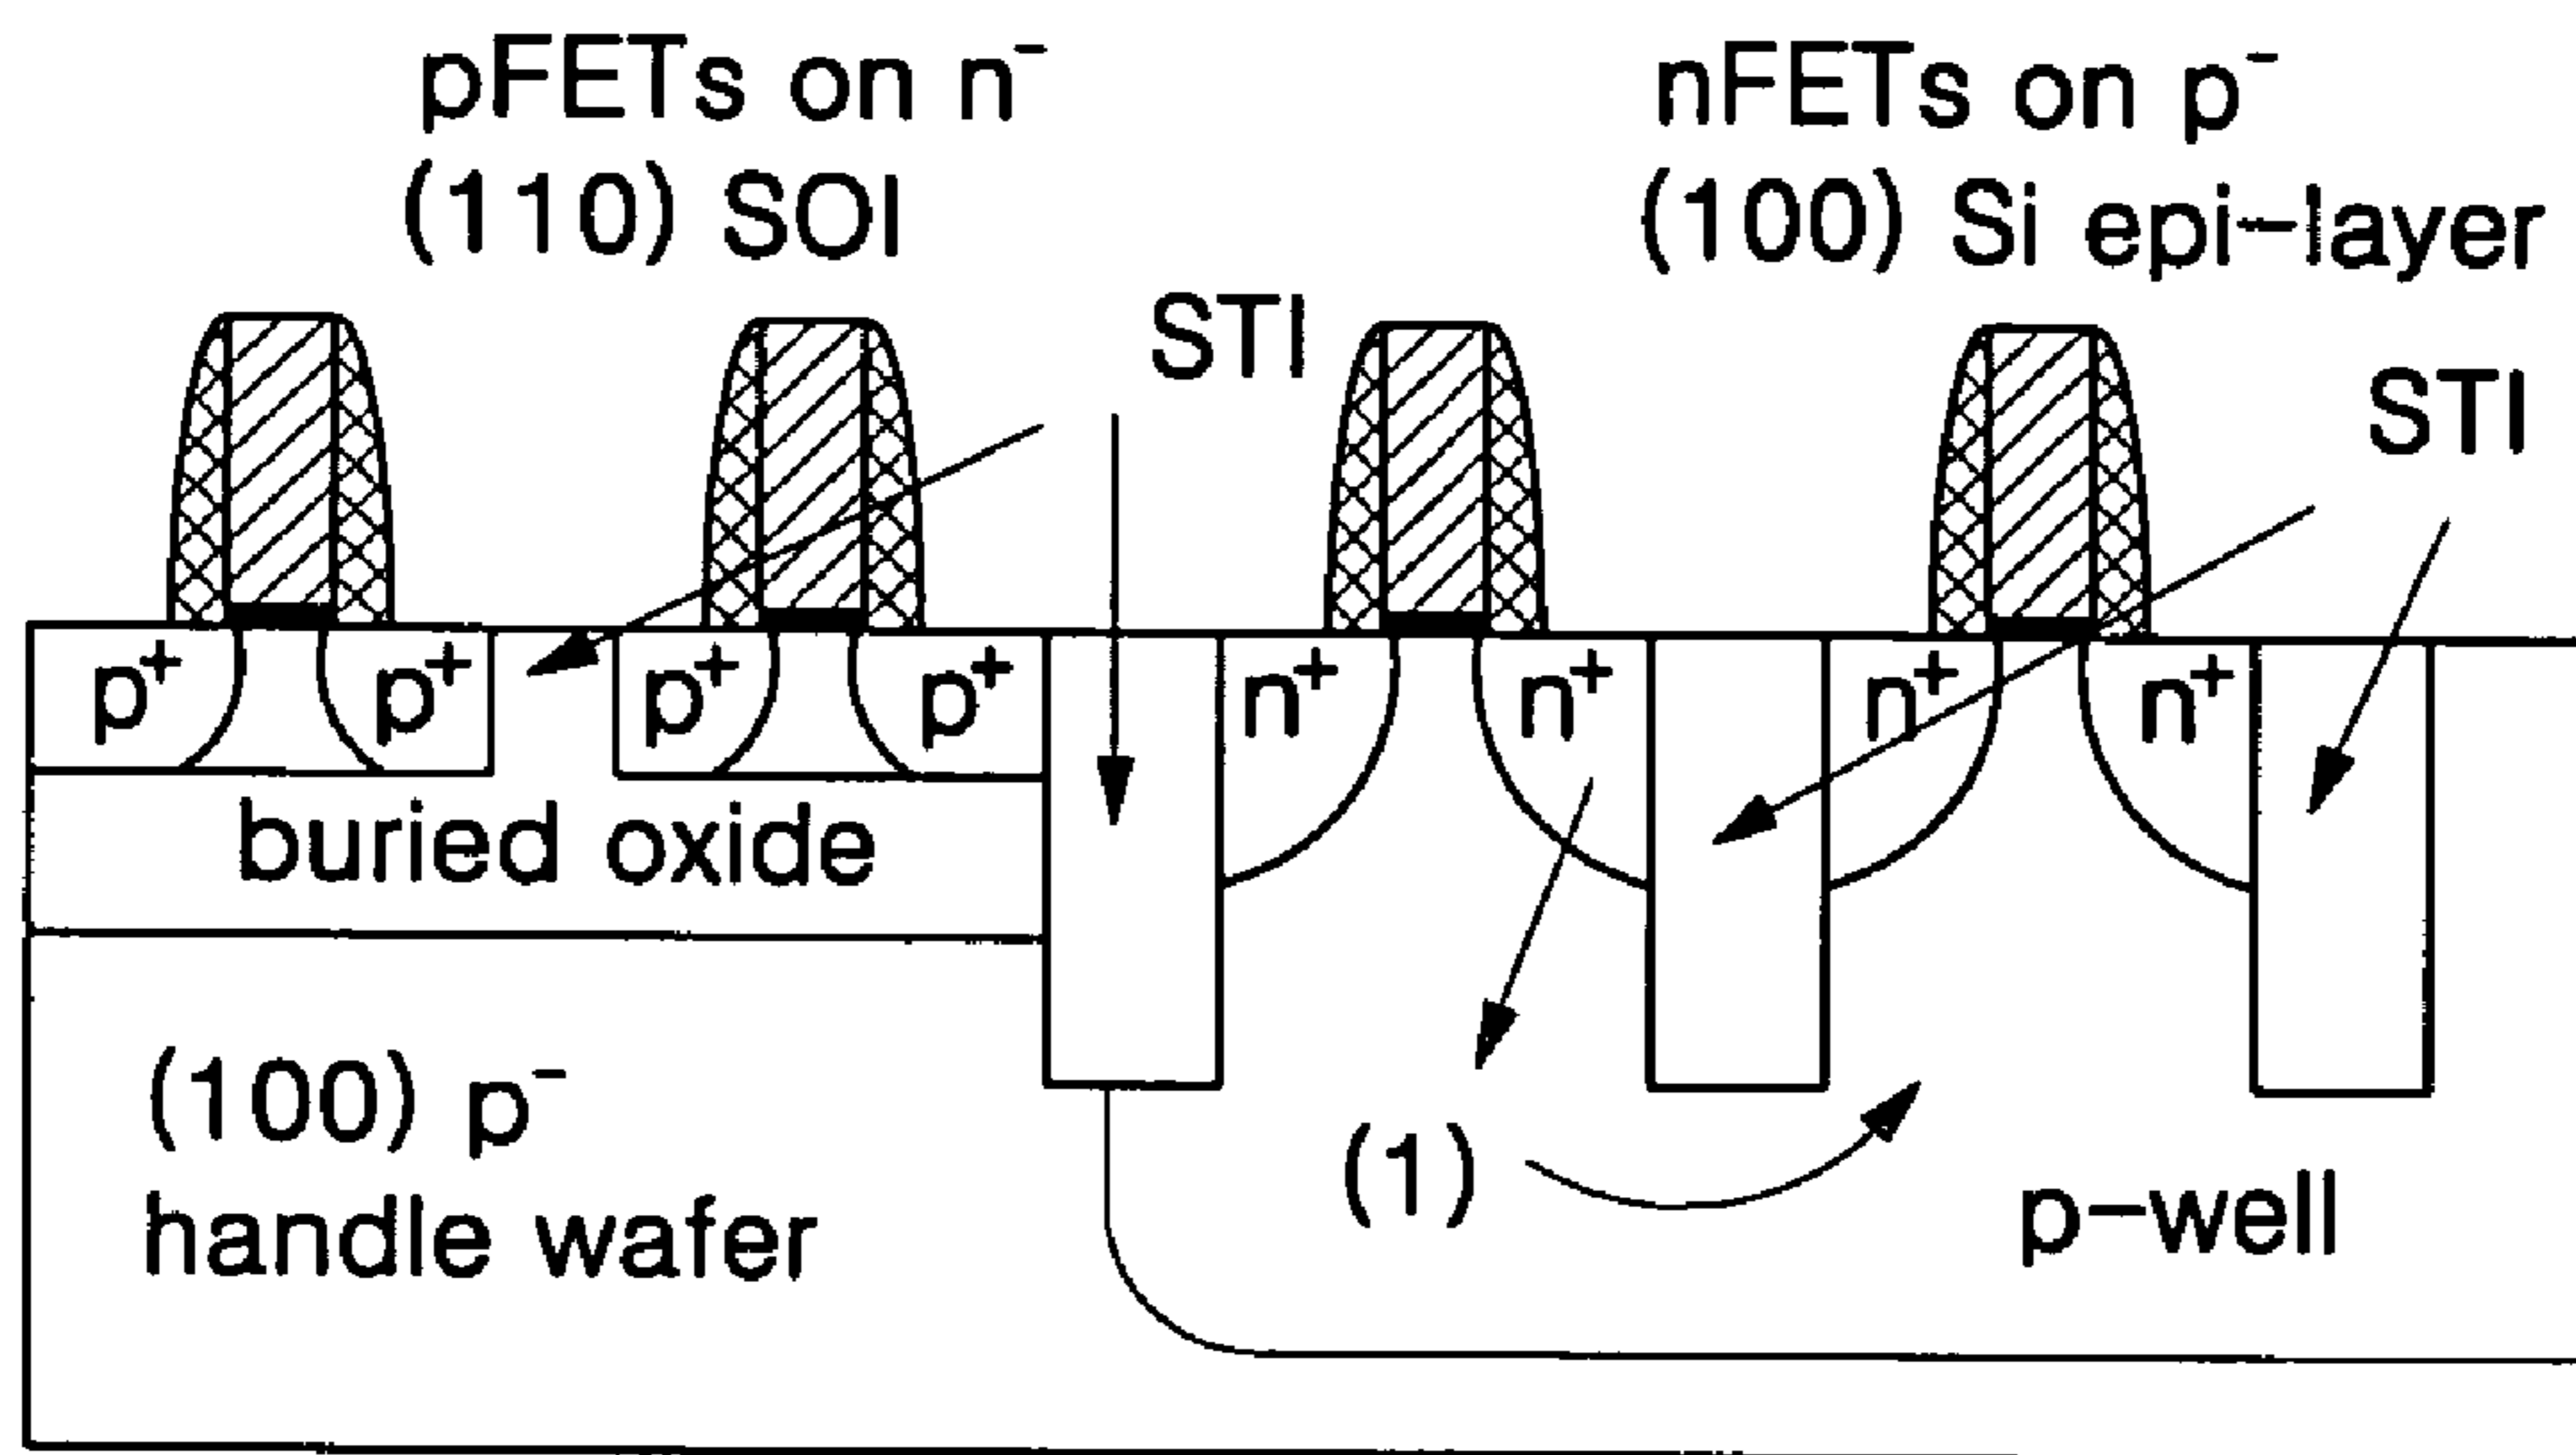 pFETs on n⁻
(110) SOI
nFETs on p⁻
(100) Si epi-layer
STI
STI
p⁺
p⁺
p⁺
p⁺
n⁺
n⁺
n⁺
n⁺
buried oxide
(100) p⁻
handle wafer
(1)
p-well